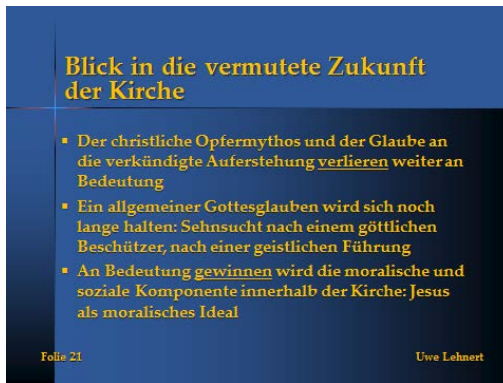 Blick in die vermutete Zukunft
der Kirche
▪ Der christliche Opfermythos und der Glaube an
die verkündigte Auferstehung verlieren weiter an
Bedeutung
▪ Ein allgemeiner Gottesglauben wird sich noch
lange halten: Sehnsucht nach einem göttlichen
Beschützer, nach einer geistlichen Führung
▪ An Bedeutung gewinnen wird die moralische und
soziale Komponente innerhalb der Kirche: Jesus
als moralisches Ideal
Folie 21 Uwe Lehnert